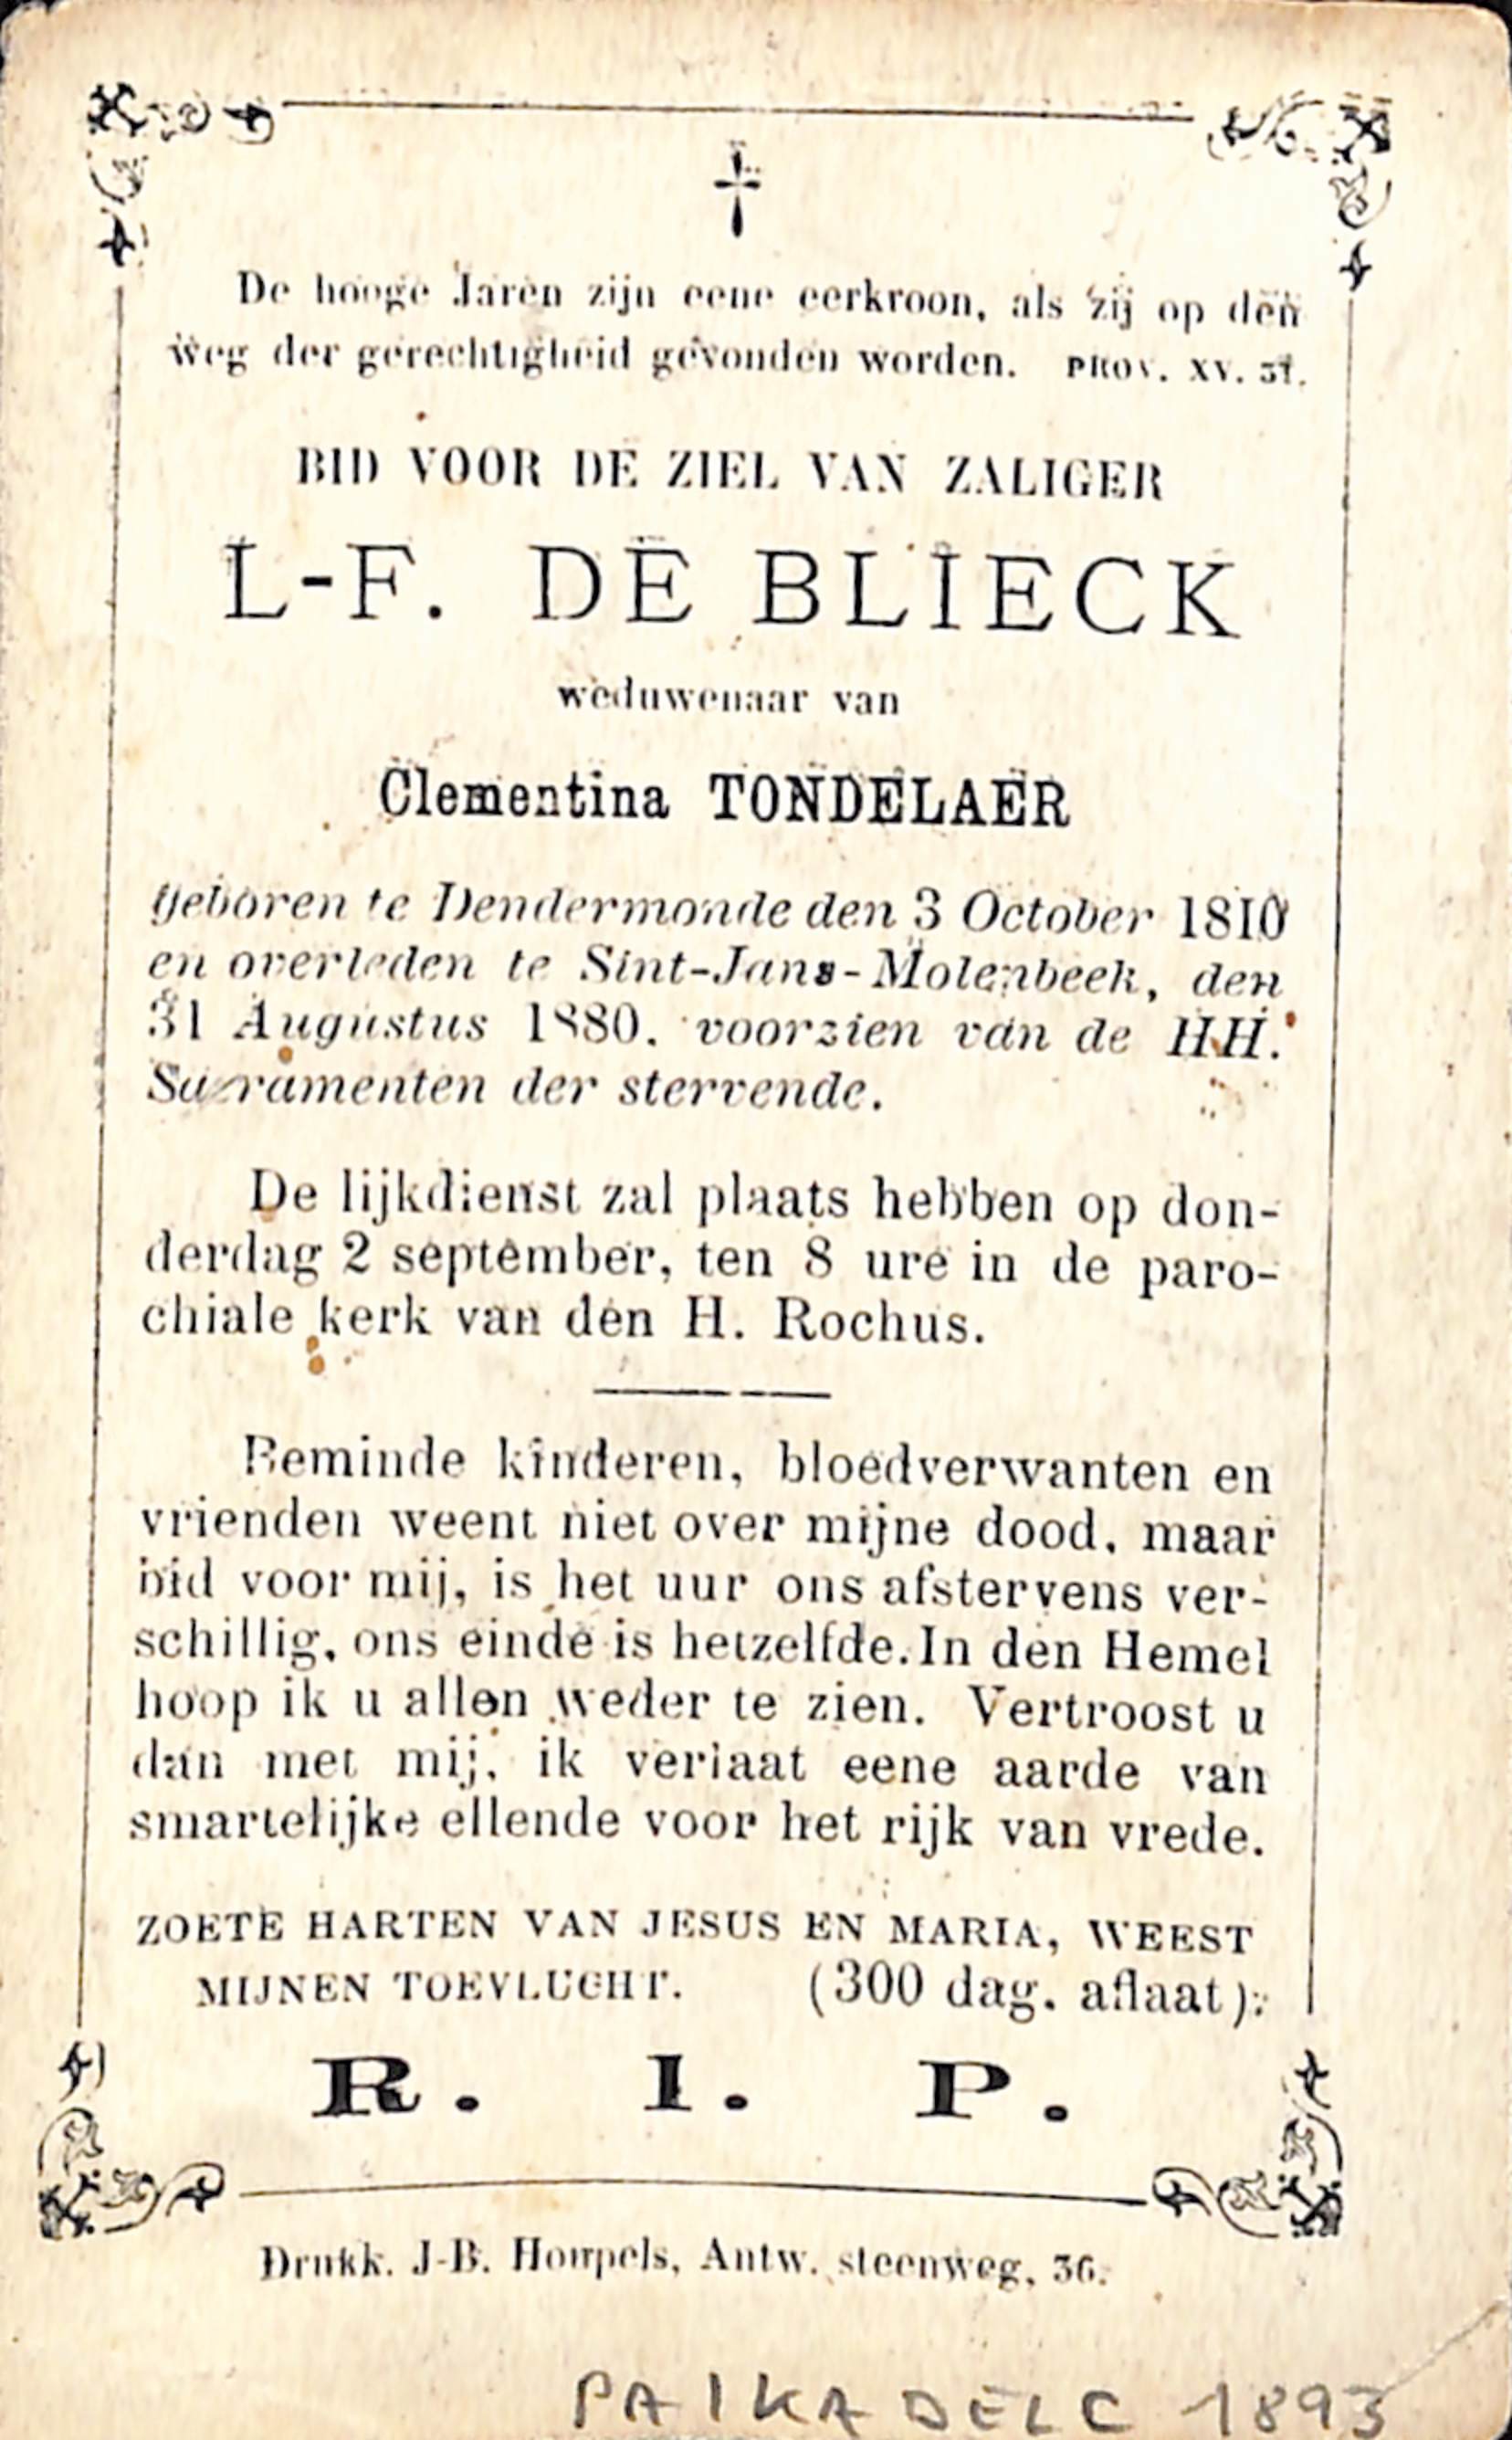 De hooge Jaren zijn eene eerkroon, als zij op den
weg der gerechtigheid gevonden worden. PROV. XV. 31.
BID VOOR DE ZIEL VAN ZALIGER
L-F. DE BLIECK
weduwenaar van
Clementina TONDELAER
geboren te Dendermonde den 3 October 1810
en overleden te Sint-Jans-Molenbeek, den
31 Augustus 1880. voorzien van de HH.
Sacramenten der stervende.
De lijkdienst zal plaats hebben op don-
derdag 2 september, ten 8 ure in de paro-
chiale kerk van den H. Rochus.
Beminde kinderen, bloedverwanten en
vrienden weent niet over mijne dood, maar
bid voor mij, is het uur ons afstervens ver-
schillig, ons einde is hetzelfde. In den Hemel
hoop ik u allen weder te zien. Vertroost u
dan met mij, ik verlaat eene aarde van
smartelijke ellende voor het rijk van vrede.
ZOETE HARTEN VAN JESUS EN MARIA, WEEST
MIJNEN TOEVLUCHT. (300 dag. aflaat).
R. I. P.
Drukk. J-B. Hompels, Antw. steenweg, 36.
PAIKA DELC 1893